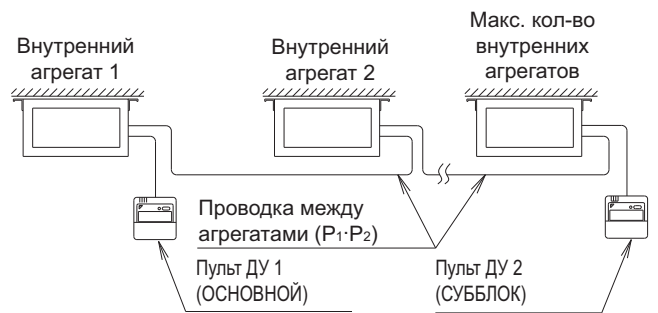 Внутренний
агрегат 1
Внутренний
агрегат 2
Макс. кол-во
внутренних
агрегатов
Проводка между
агрегатами (P₁·P₂)
Пульт ДУ 1
(ОСНОВНОЙ)
Пульт ДУ 2
(СУББЛОК)